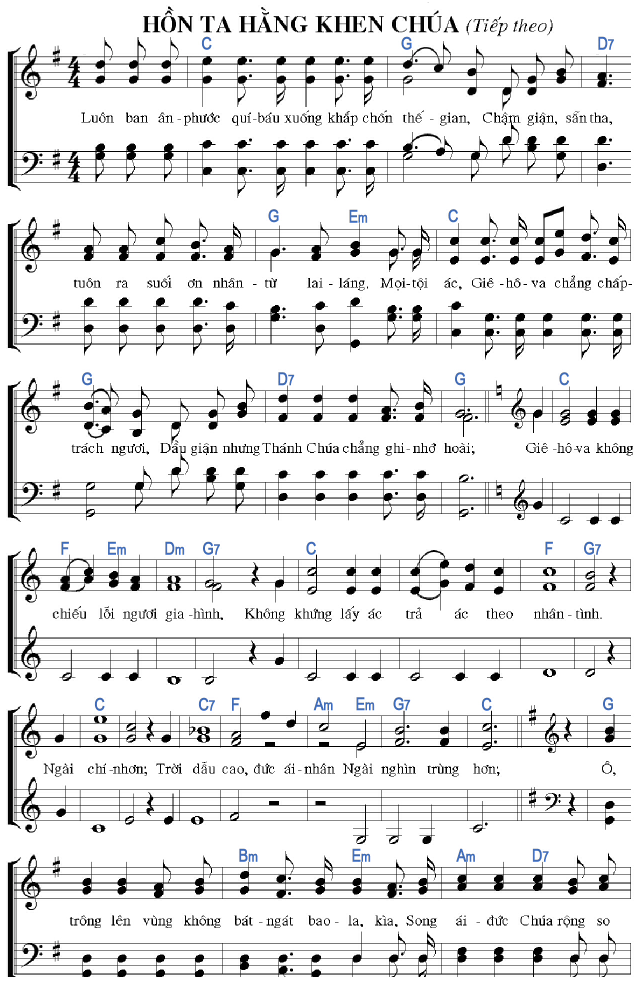 HỒN TA HẰNG KHEN CHÚA (Tiếp theo)
C G D7
Luôn ban ân-phước quí-báu xuống khắp chốn thế-gian, Chậm giận, sẵn tha,
G Em C
tuôn ra suối ơn nhân-từ lai-láng. Mọi-tội ác, Giê-hô-va chẳng chấp-
G D7 G C
trách ngươi, Dầu giận nhưng Thánh Chúa chẳng ghi-nhớ hoài; Giê-hô-va không
F Em Dm G7 C F G7
chiếu lỗi ngươi gia-hình, Không khứng lấy ác trả ác theo nhân-tình.
C C7 F Am Em G7 C G
Ngài chí-nhơn; Trời dẫu cao, đức ái-nhân Ngài nghìn trùng hơn; Ô,
Bm Em Am D7
trông lên vùng không bát-ngát bao-la, kìa, Song ái-đức Chúa rộng so